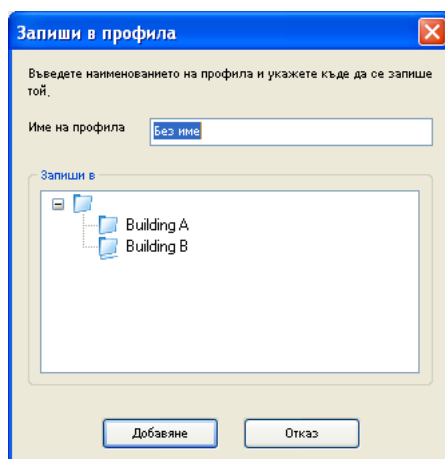 Запиши в профила
Въведете наименованието на профила и укажете къде да се запише
той.
Име на профила
Без име
Запиши в
Building A
Building B
Добавяне
Отказ